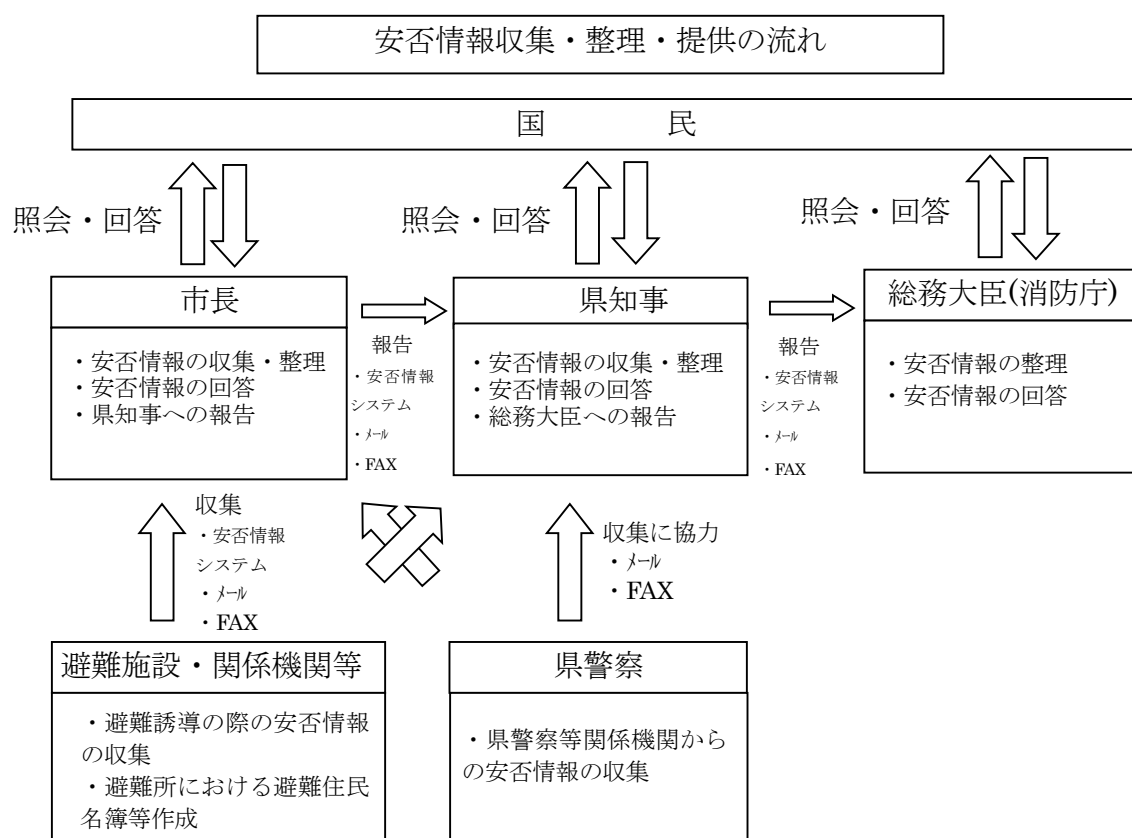 安否情報収集・整理・提供の流れ
国　　　　民
照会・回答
照会・回答
照会・回答
市長
・安否情報の収集・整理
・安否情報の回答
・県知事への報告
報告
・安否情報
システム
・ﾒｰﾙ
・FAX
県知事
・安否情報の収集・整理
・安否情報の回答
・総務大臣への報告
報告
・安否情報
システム
・ﾒｰﾙ
・FAX
総務大臣(消防庁)
・安否情報の整理
・安否情報の回答
収集
・安否情報
システム
・ﾒｰﾙ
・FAX
収集に協力
・ﾒｰﾙ
・FAX
避難施設・関係機関等
・避難誘導の際の安否情報
の収集
・避難所における避難住民
名簿等作成
県警察
・県警察等関係機関から
の安否情報の収集